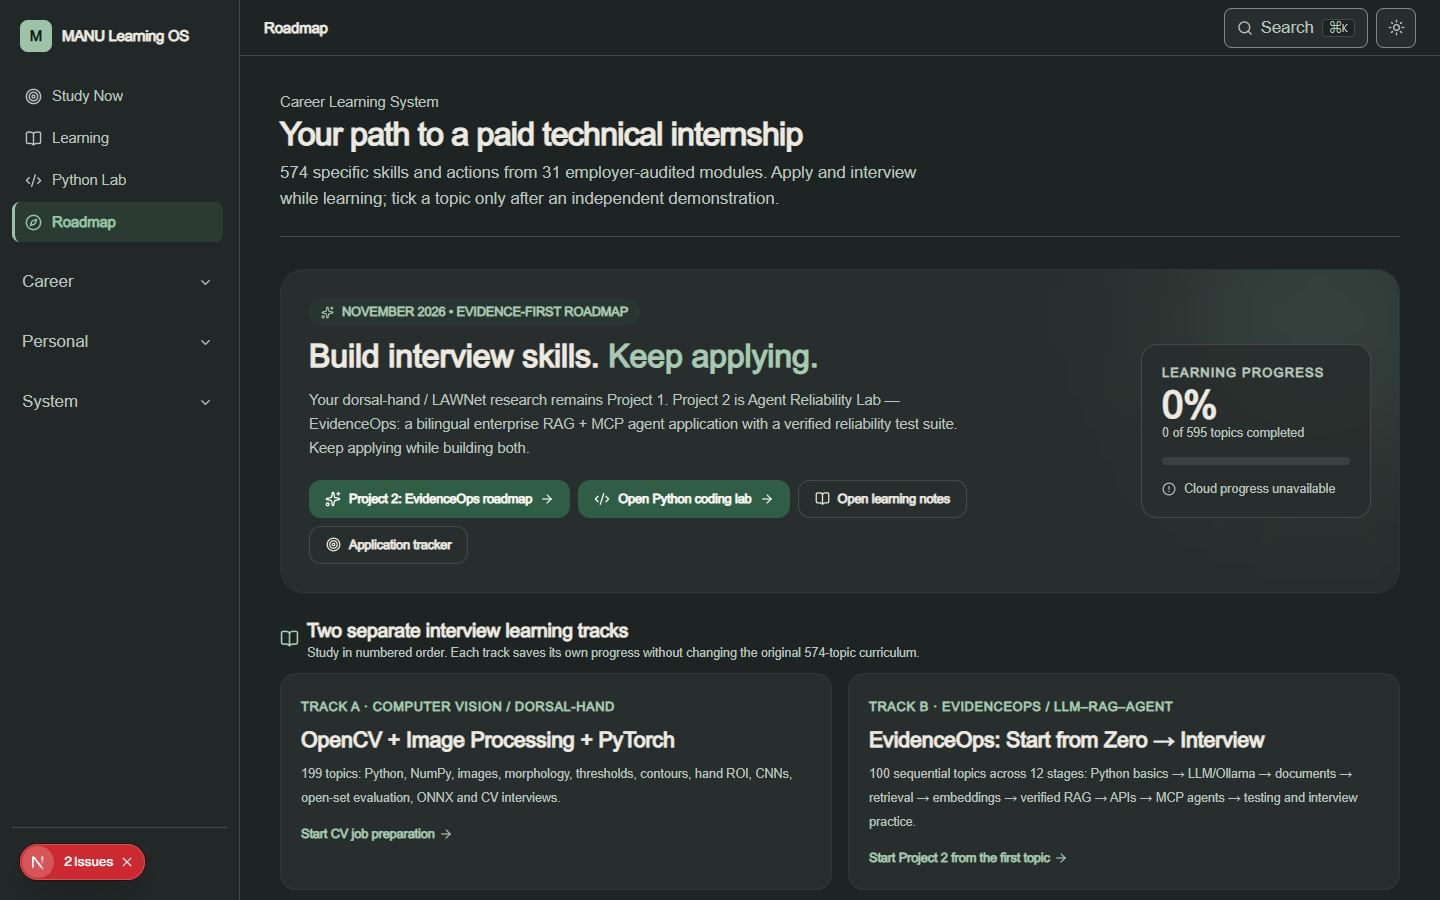 M MANU Learning OS
Study Now
Learning
Python Lab
Roadmap
Career
Personal
System
2 Issues
Roadmap
Search ⌘K
Career Learning System
Your path to a paid technical internship
574 specific skills and actions from 31 employer-audited modules. Apply and interview
while learning; tick a topic only after an independent demonstration.
NOVEMBER 2026 • EVIDENCE-FIRST ROADMAP
Build interview skills. Keep applying.
Your dorsal-hand / LAWNet research remains Project 1. Project 2 is Agent Reliability Lab —
EvidenceOps: a bilingual enterprise RAG + MCP agent application with a verified reliability test suite.
Keep applying while building both.
Project 2: EvidenceOps roadmap →
Open Python coding lab →
Open learning notes
Application tracker
LEARNING PROGRESS
0%
0 of 595 topics completed
Cloud progress unavailable
Two separate interview learning tracks
Study in numbered order. Each track saves its own progress without changing the original 574-topic curriculum.
TRACK A · COMPUTER VISION / DORSAL-HAND
OpenCV + Image Processing + PyTorch
199 topics: Python, NumPy, images, morphology, thresholds, contours, hand ROI, CNNs,
open-set evaluation, ONNX and CV interviews.
Start CV job preparation →
TRACK B · EVIDENCEOPS / LLM–RAG–AGENT
EvidenceOps: Start from Zero → Interview
100 sequential topics across 12 stages: Python basics → LLM/Ollama → documents →
retrieval → embeddings → verified RAG → APIs → MCP agents → testing and interview
practice.
Start Project 2 from the first topic →